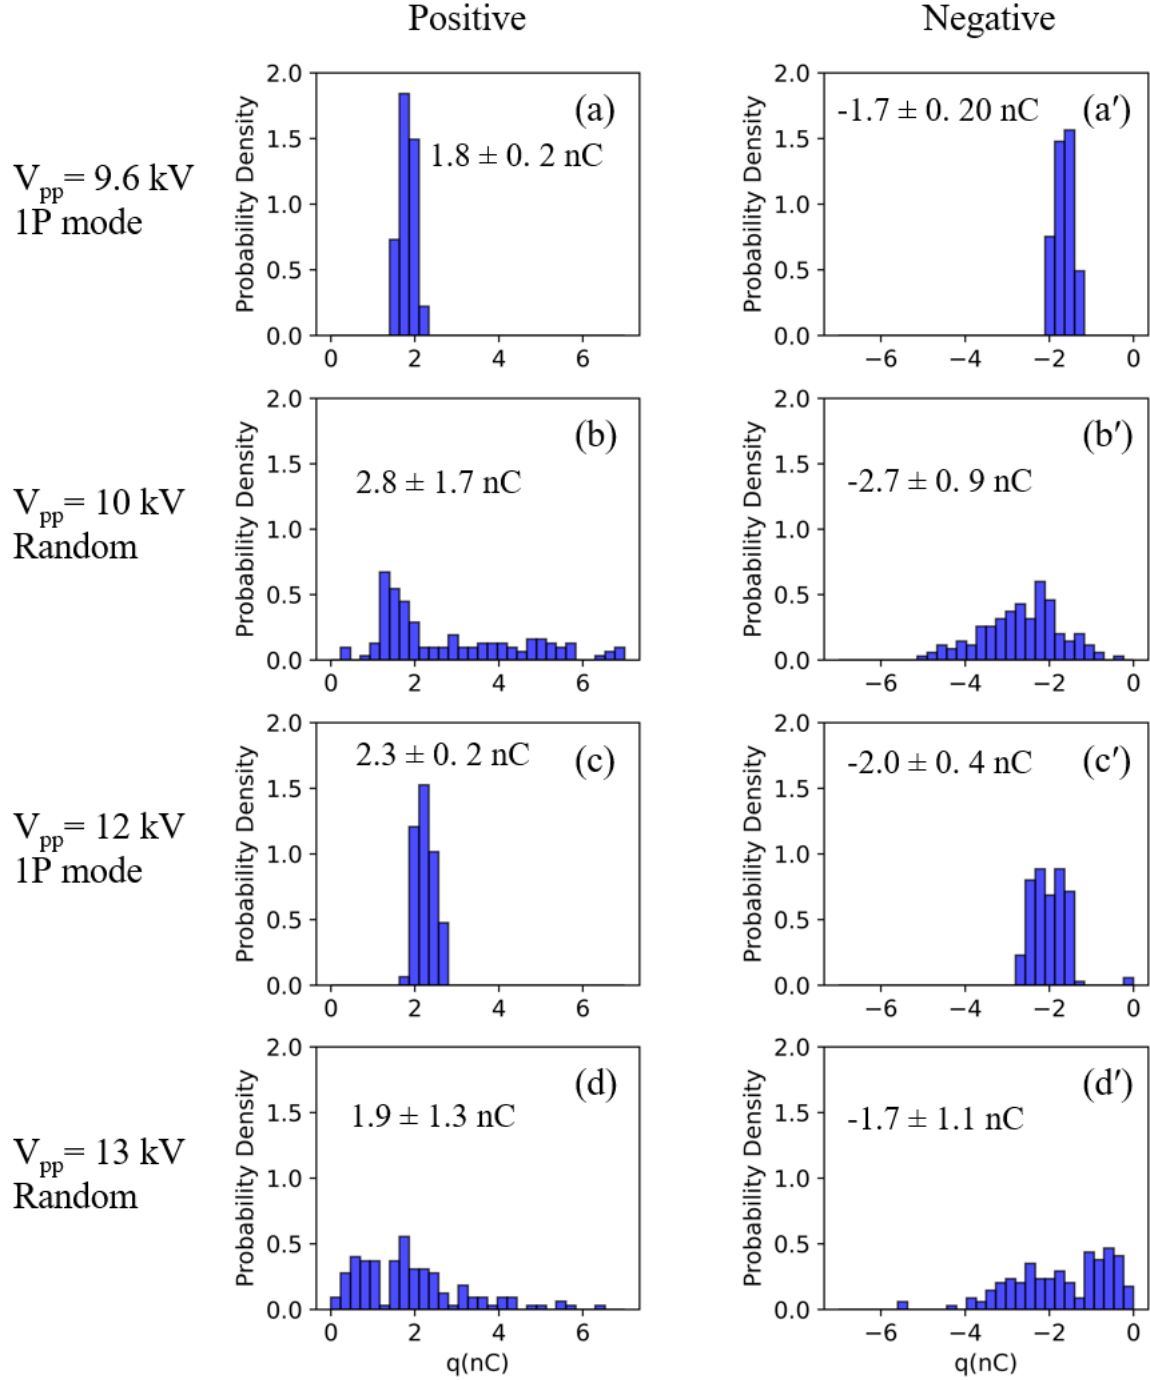 Positive
Negative
V_pp= 9.6 kV
1P mode
Probability Density
2.0
1.5
1.0
0.5
0.0
0 2 4 6
(a)
1.8 ± 0. 2 nC
Probability Density
2.0
1.5
1.0
0.5
0.0
−6 −4 −2 0
-1.7 ± 0. 20 nC
(a′)
V_pp= 10 kV
Random
Probability Density
2.0
1.5
1.0
0.5
0.0
0 2 4 6
(b)
2.8 ± 1.7 nC
Probability Density
2.0
1.5
1.0
0.5
0.0
−6 −4 −2 0
(b′)
-2.7 ± 0. 9 nC
V_pp= 12 kV
1P mode
Probability Density
2.0
1.5
1.0
0.5
0.0
0 2 4 6
2.3 ± 0. 2 nC
(c)
Probability Density
2.0
1.5
1.0
0.5
0.0
−6 −4 −2 0
-2.0 ± 0. 4 nC
(c′)
V_pp= 13 kV
Random
Probability Density
2.0
1.5
1.0
0.5
0.0
0 2 4 6
q(nC)
(d)
1.9 ± 1.3 nC
Probability Density
2.0
1.5
1.0
0.5
0.0
−6 −4 −2 0
q(nC)
(d′)
-1.7 ± 1.1 nC